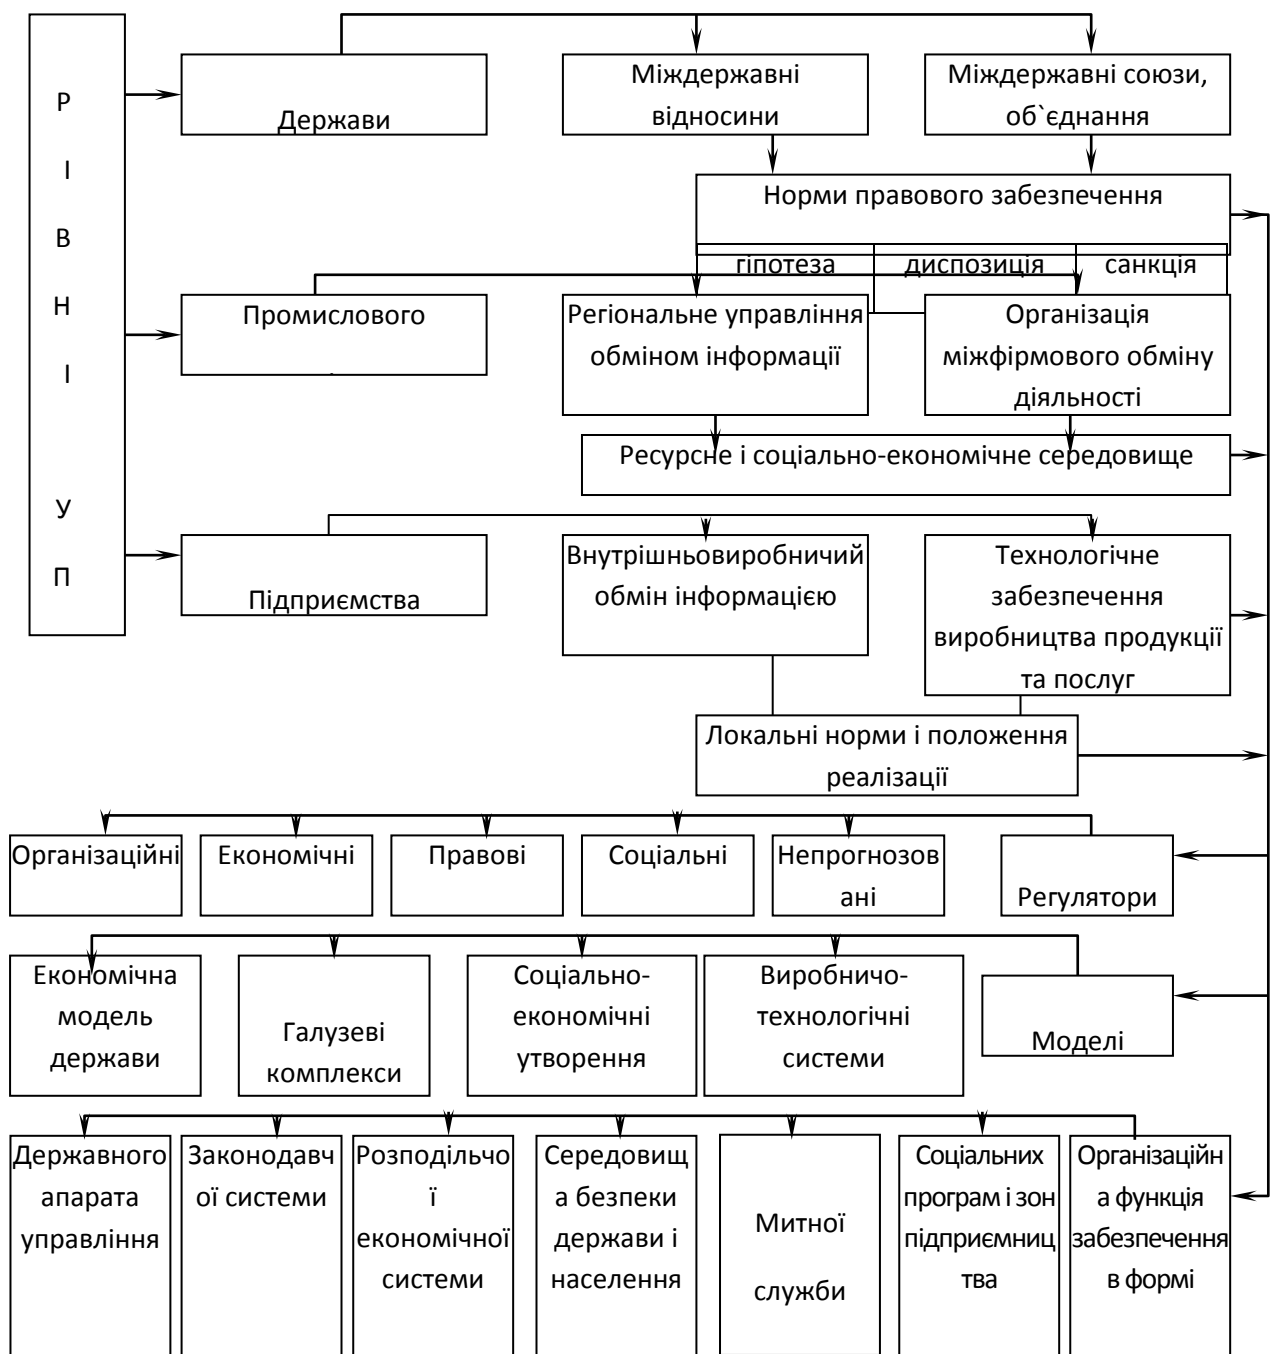 Р
І
В
Н
І
У
П
Держави
Міждержавні
відносини
Міждержавні союзи,
об`єднання
Норми правового забезпечення
гіпотеза
диспозиція
санкція
Промислового
Регіональне управління
обміном інформації
Організація
міжфірмового обміну
діяльності
Ресурсне і соціально-економічне середовище
Підприємства
Внутрішньовиробничий
обмін інформацією
Технологічне
забезпечення
виробництва продукції
та послуг
Локальні норми і положення
реалізації
Організаційні
Економічні
Правові
Соціальні
Непрогнозов
ані
Регулятори
Економічна
модель
держави
Галузеві
комплекси
Соціально-
економічні
утворення
Виробничо-
технологічні
системи
Моделі
Державного
апарата
управління
Законодавч
ої системи
Розподільчо
ї
економічної
системи
Середовищ
а безпеки
держави і
населення
Митної
служби
Соціальних
програм і зон
підприємниц
тва
Організаційн
а функція
забезпечення
в формі